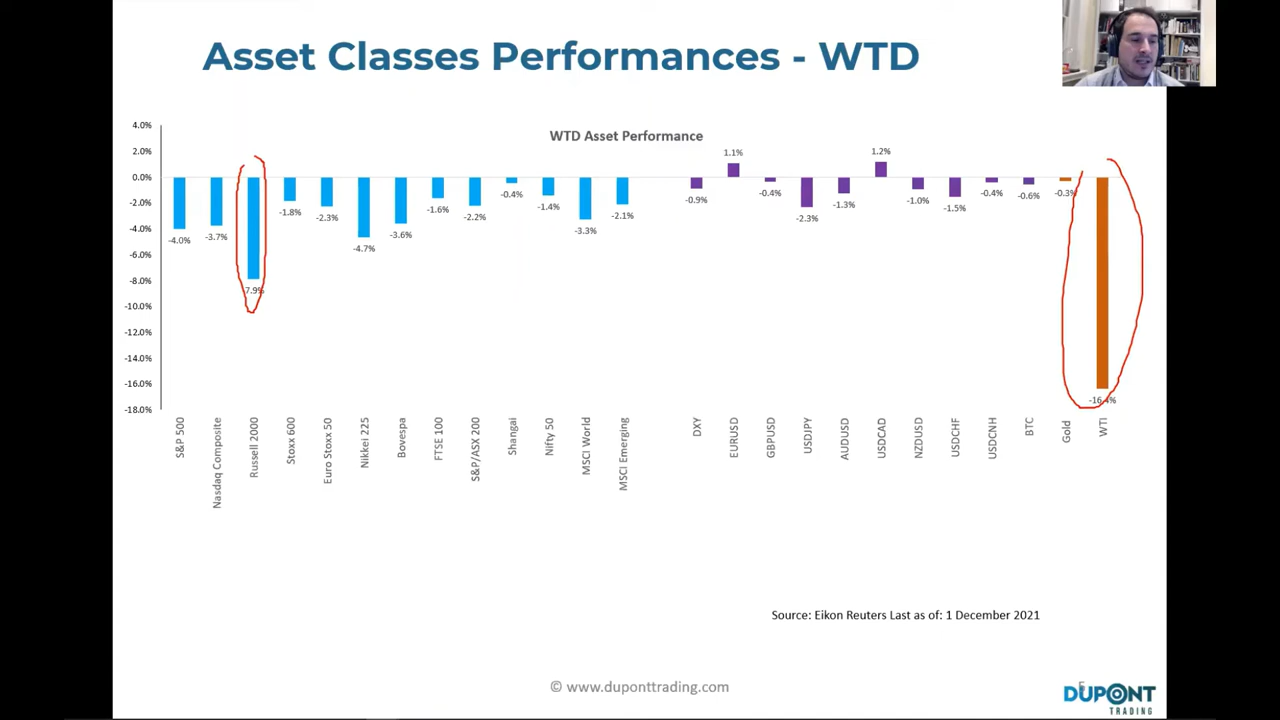 Asset Classes Performances - WTD
WTD Asset Performance
4.0%
2.0%
0.0%
-2.0%
-4.0%
-6.0%
-8.0%
-10.0%
-12.0%
-14.0%
-16.0%
-18.0%
-4.0%
-3.7%
7.9%
-1.8%
-2.3%
-4.7%
-3.6%
-1.6%
-2.2%
-0.4%
-1.4%
-3.3%
-2.1%
-0.9%
1.1%
-0.4%
-2.3%
-1.3%
1.2%
-1.0%
-1.5%
-0.4%
-0.6%
-0.3%
-16.4%
S&P 500
Nasdaq Composite
Russell 2000
Stoxx 600
Euro Stoxx 50
Nikkei 225
Bovespa
FTSE 100
S&P/ASX 200
Shangai
Nifty 50
MSCI World
MSCI Emerging
DXY
EURUSD
GBPUSD
USDJPY
AUDUSD
USDCAD
NZDUSD
USDCHF
USDCNH
BTC
Gold
WTI
Source: Eikon Reuters Last as of: 1 December 2021
© www.duponttrading.com
DUPONT
TRADING